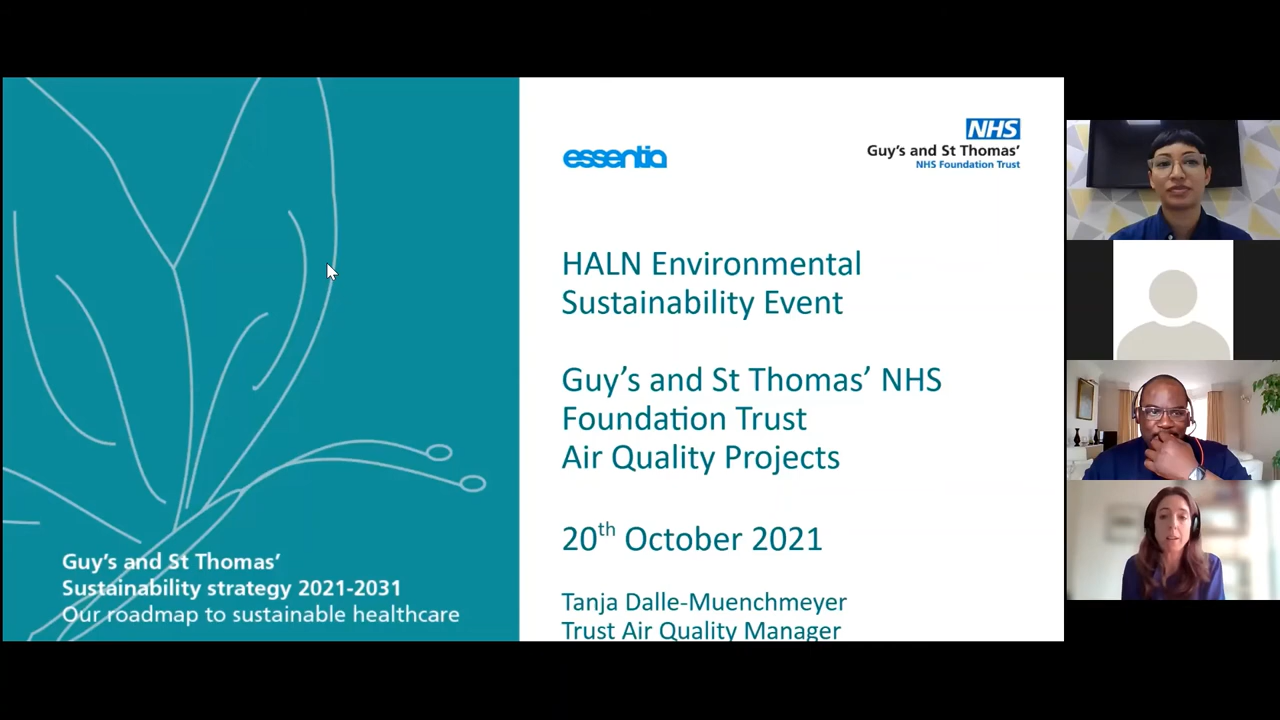 essentia
NHS
Guy's and St Thomas'
NHS Foundation Trust
HALN Environmental
Sustainability Event
Guy's and St Thomas' NHS
Foundation Trust
Air Quality Projects
20th October 2021
Tanja Dalle-Muenchmeyer
Trust Air Quality Manager
Guy's and St Thomas'
Sustainability strategy 2021-2031
Our roadmap to sustainable healthcare